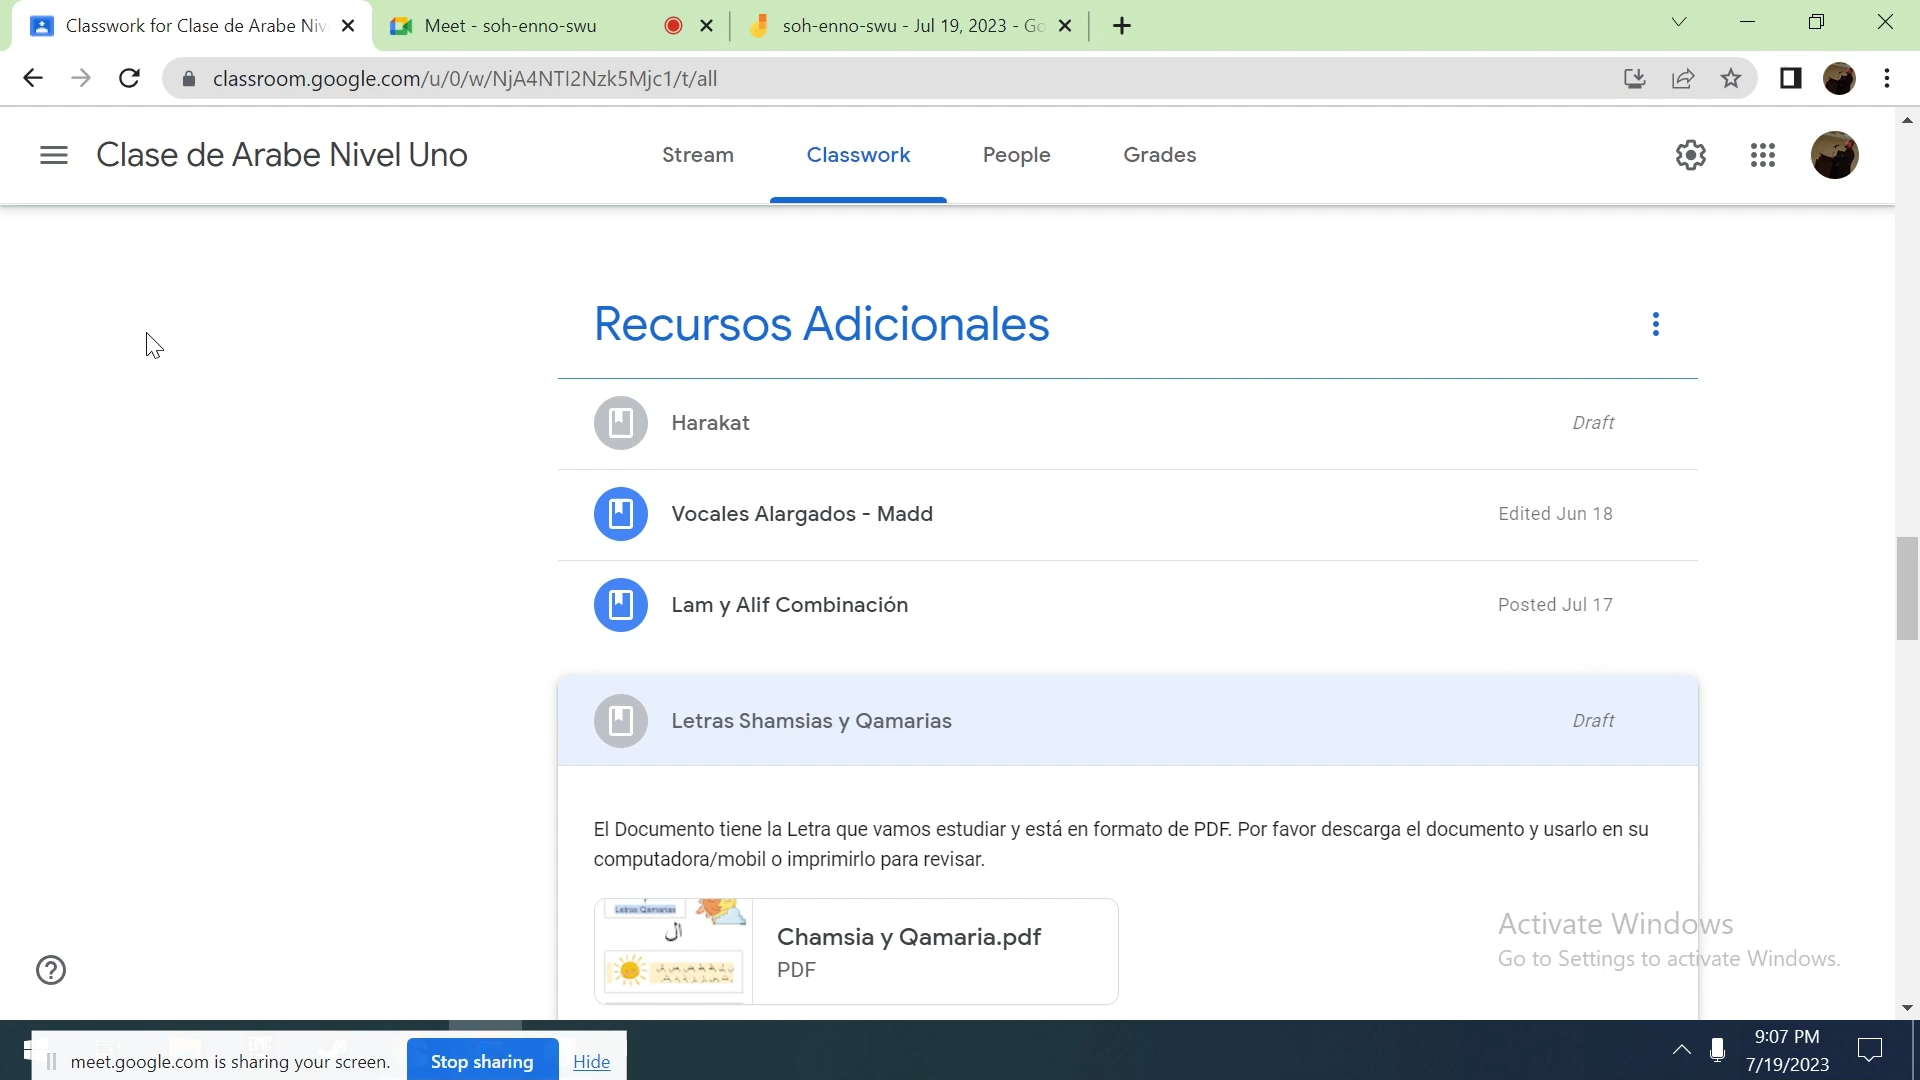 Classwork for Clase de Arabe Niv
Meet - soh-enno-swu
soh-enno-swu - Jul 19, 2023 - Go
classroom.google.com/u/0/w/NjA4NTI2Nzk5Mjc1/t/all
Clase de Arabe Nivel Uno
Stream
Classwork
People
Grades
Recursos Adicionales
Harakat
Draft
Vocales Alargados - Madd
Edited Jun 18
Lam y Alif Combinación
Posted Jul 17
Letras Shamsias y Qamarias
Draft
El Documento tiene la Letra que vamos estudiar y está en formato de PDF. Por favor descarga el documento y usarlo en su
computadora/mobil o imprimirlo para revisar.
Letras Qamarias
ال
Chamsia y Qamaria.pdf
PDF
Activate Windows
Go to Settings to activate Windows.
meet.google.com is sharing your screen.
Stop sharing
Hide
9:07 PM
7/19/2023